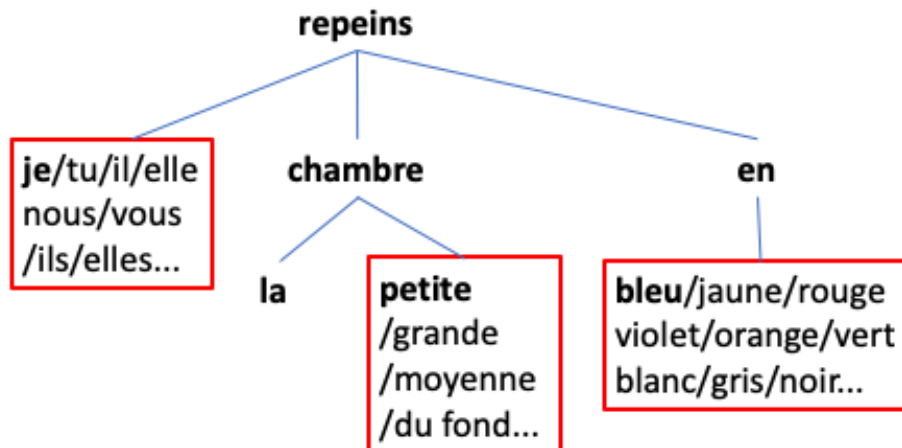 repeins
je/tu/il/elle
nous/vous
/ils/elles...
chambre
en
la
petite
/grande
/moyenne
/du fond...
bleu/jaune/rouge
violet/orange/vert
blanc/gris/noir...